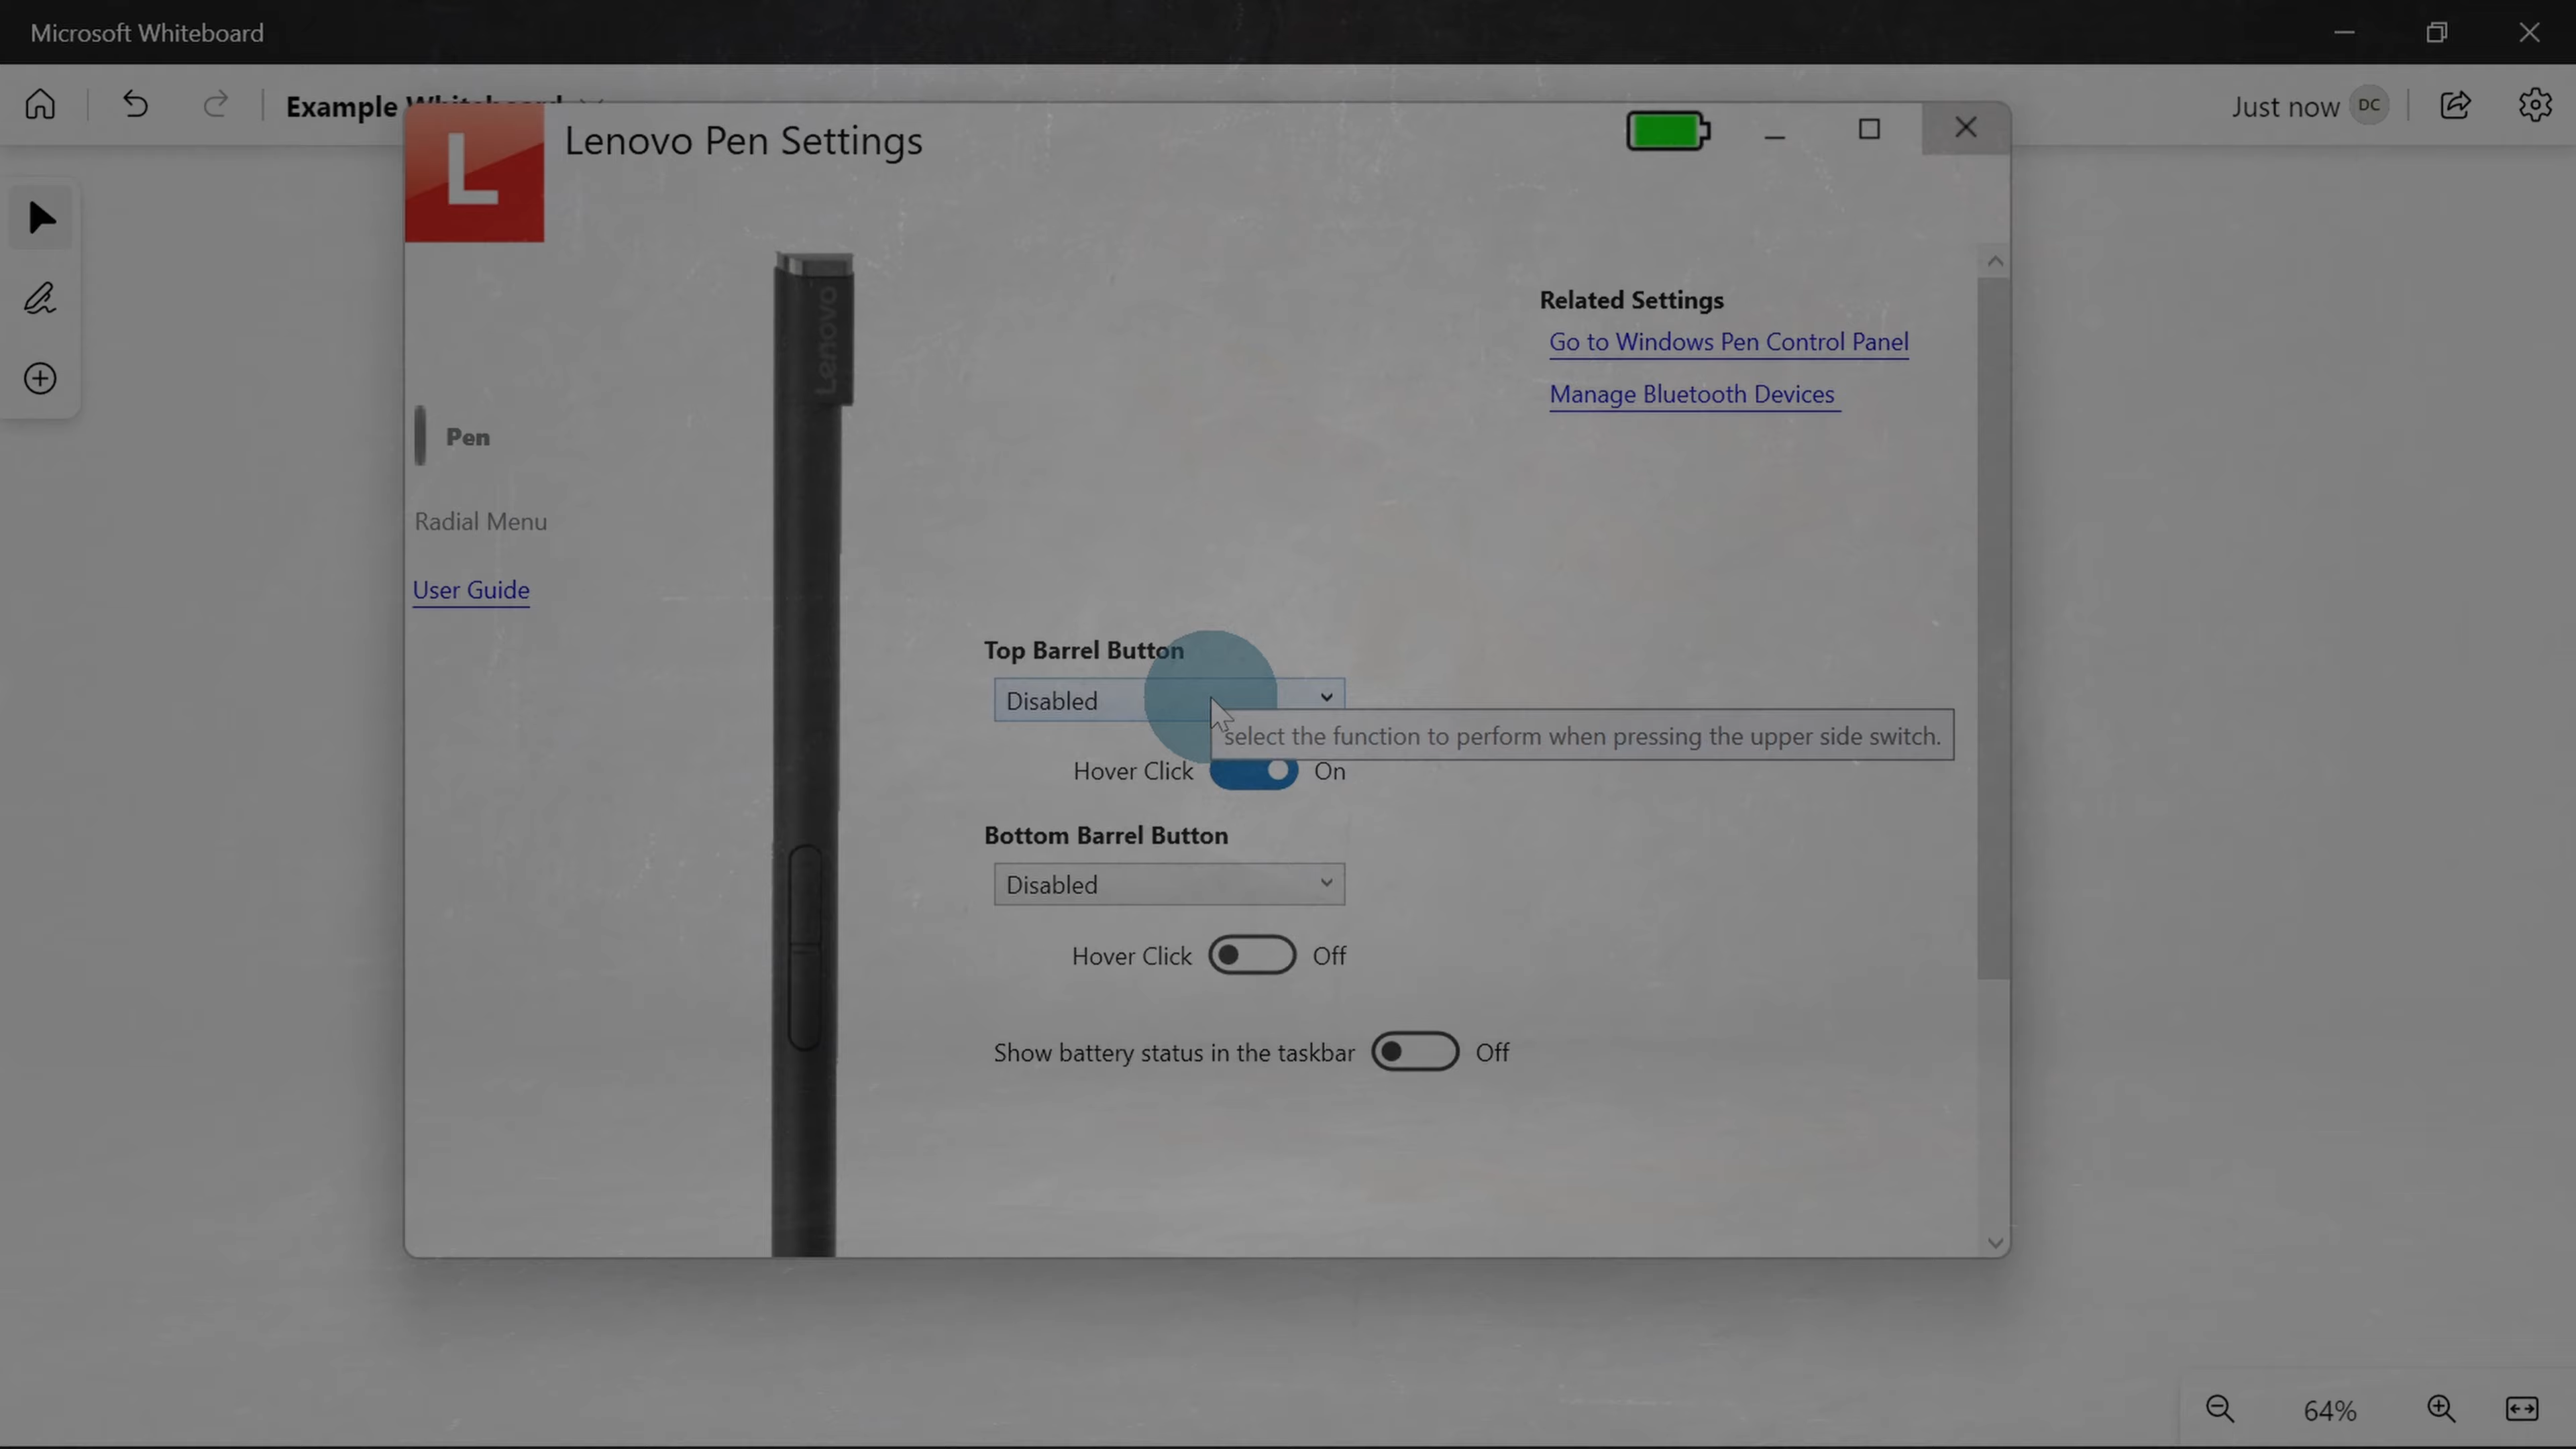 Microsoft Whiteboard
Example Whiteboard
Just now DC
L
Lenovo Pen Settings
Lenovo
Related Settings
Go to Windows Pen Control Panel
Manage Bluetooth Devices
Pen
Radial Menu
User Guide
Top Barrel Button
Disabled
select the function to perform when pressing the upper side switch.
Hover Click On
Bottom Barrel Button
Disabled
Hover Click Off
Show battery status in the taskbar Off
64%